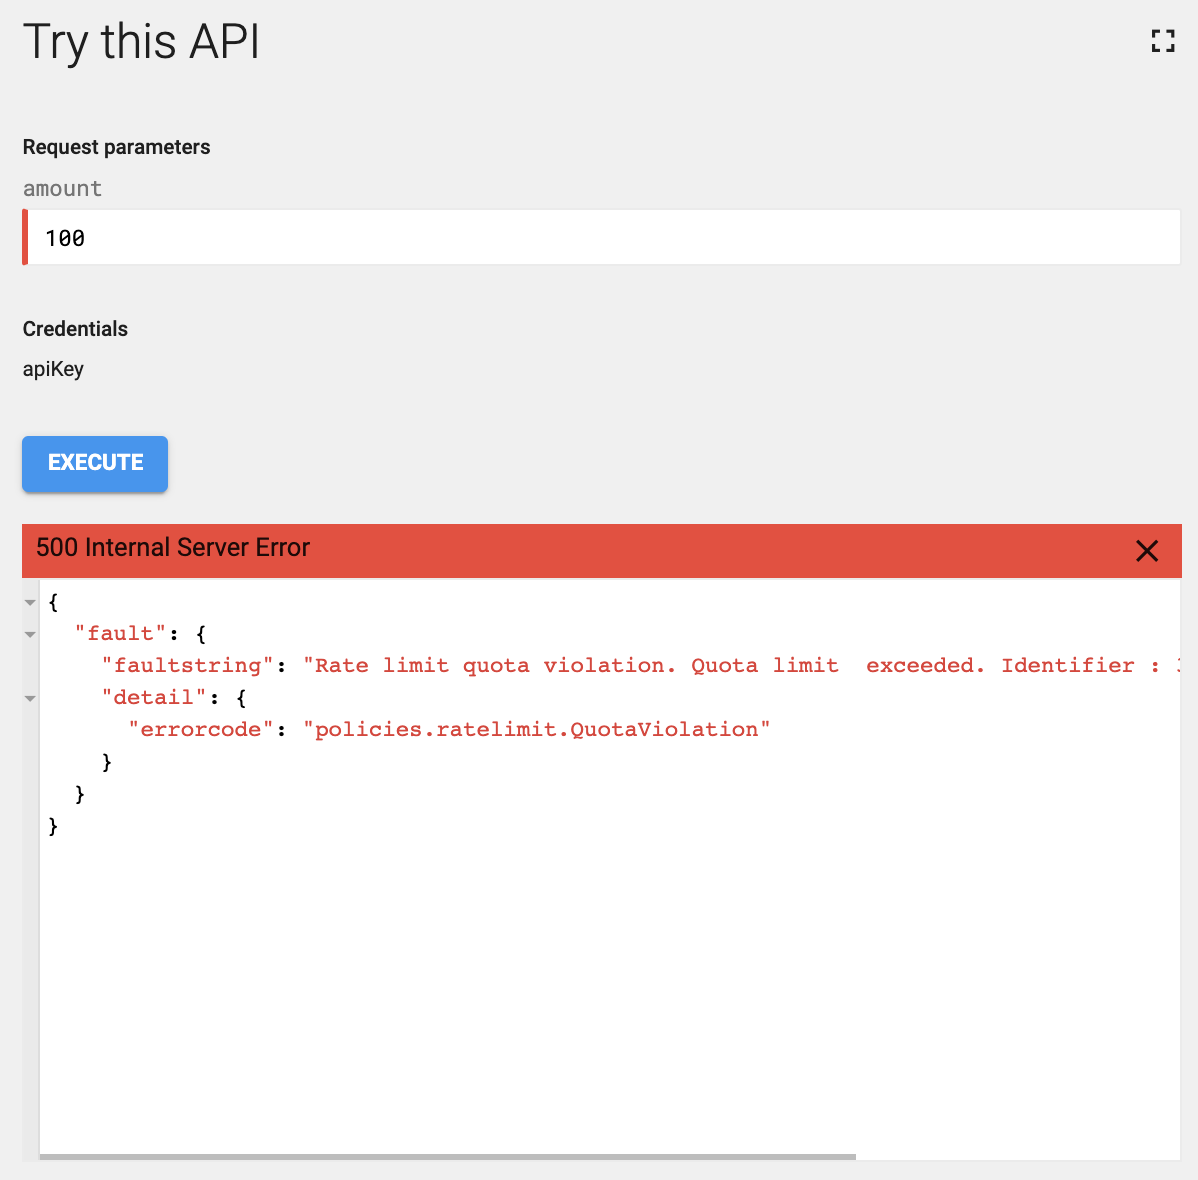 Try this API
Request parameters
amount
100
Credentials
apiKey
EXECUTE
500 Internal Server Error
{
"fault": {
"faultstring": "Rate limit quota violation. Quota limit  exceeded. Identifier :
"detail": {
"errorcode": "policies.ratelimit.QuotaViolation"
}
}
}